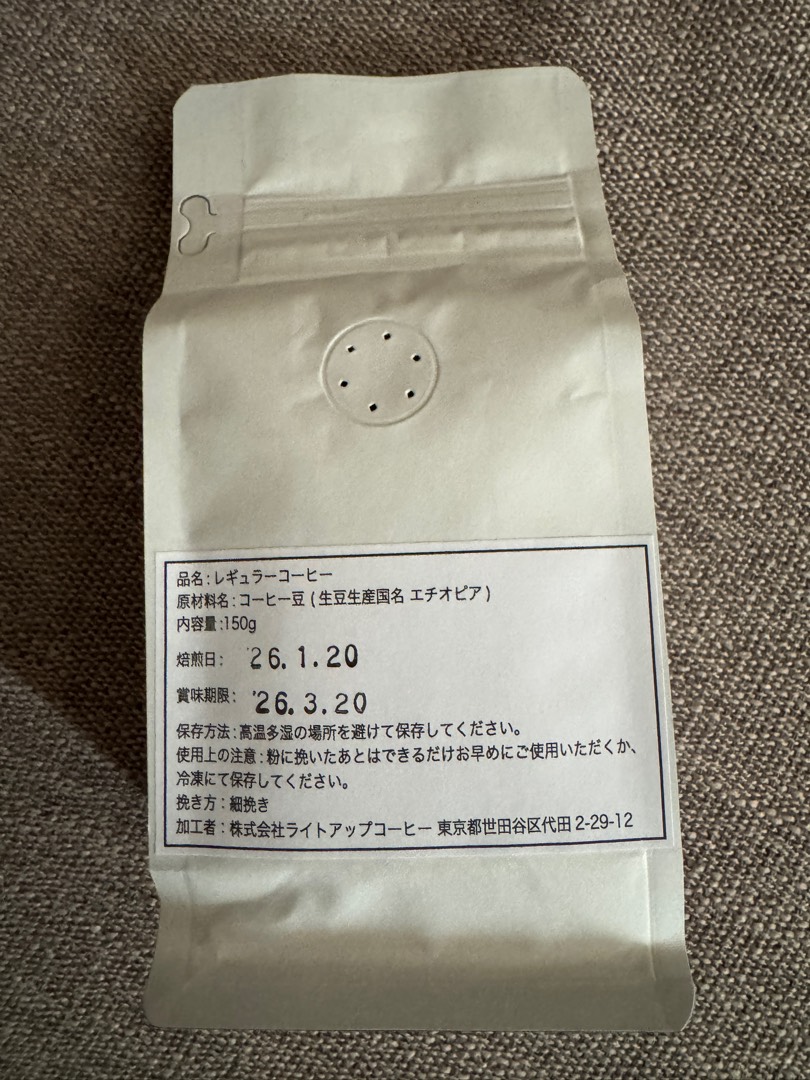 品名:レギュラーコーヒー
原材料名:コーヒー豆 (生豆生産国名 エチオピア)
内容量:150g
焙煎日: '26.1.20
賞味期限: '26.3.20
保存方法:高温多湿の場所を避けて保存してください。
使用上の注意:粉に挽いたあとはできるだけお早めにご使用いただくか、
冷凍にて保存してください。
挽き方:細挽き
加工者:株式会社ライトアップコーヒー 東京都世田谷区代田 2-29-12